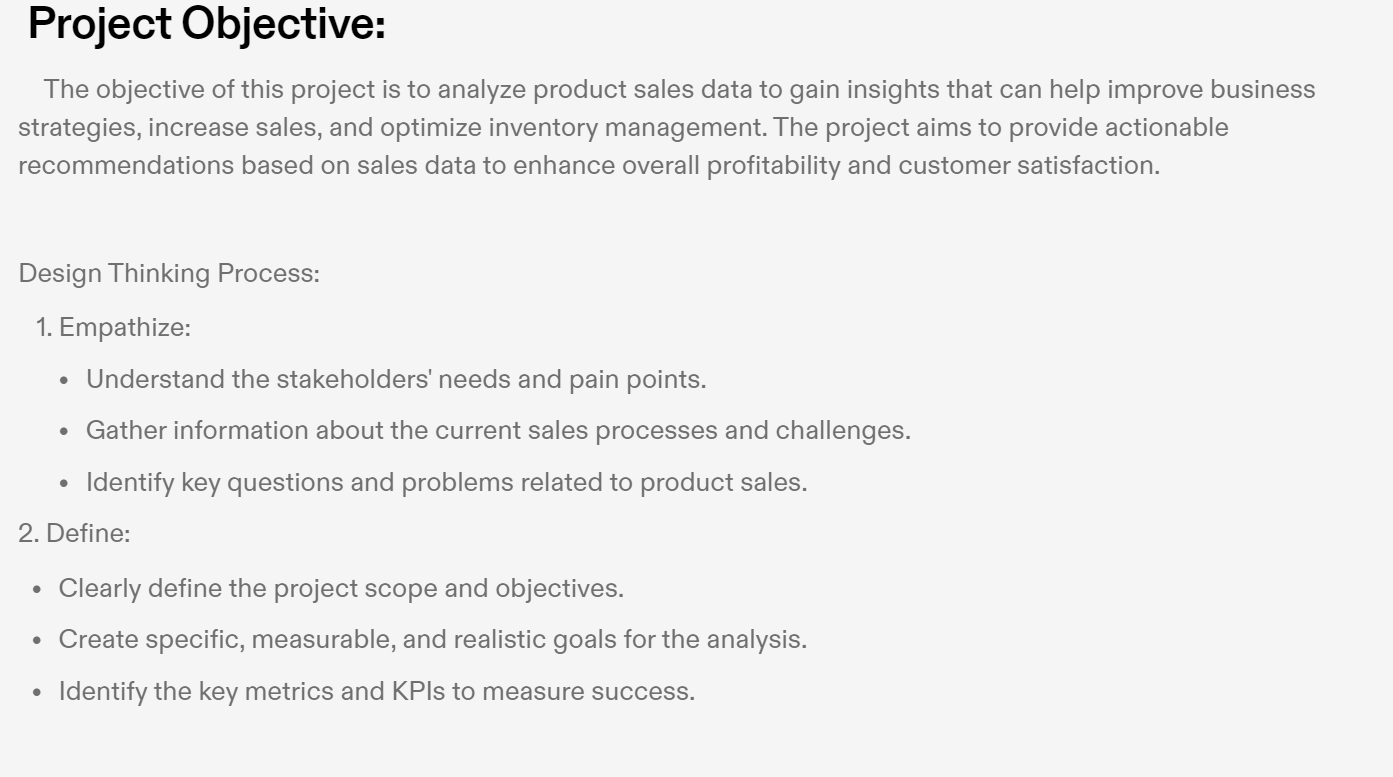 Project Objective:
The objective of this project is to analyze product sales data to gain insights that can help improve business
strategies, increase sales, and optimize inventory management. The project aims to provide actionable
recommendations based on sales data to enhance overall profitability and customer satisfaction.
Design Thinking Process:
1. Empathize:
• Understand the stakeholders' needs and pain points.
• Gather information about the current sales processes and challenges.
• Identify key questions and problems related to product sales.
2. Define:
• Clearly define the project scope and objectives.
• Create specific, measurable, and realistic goals for the analysis.
• Identify the key metrics and KPIs to measure success.